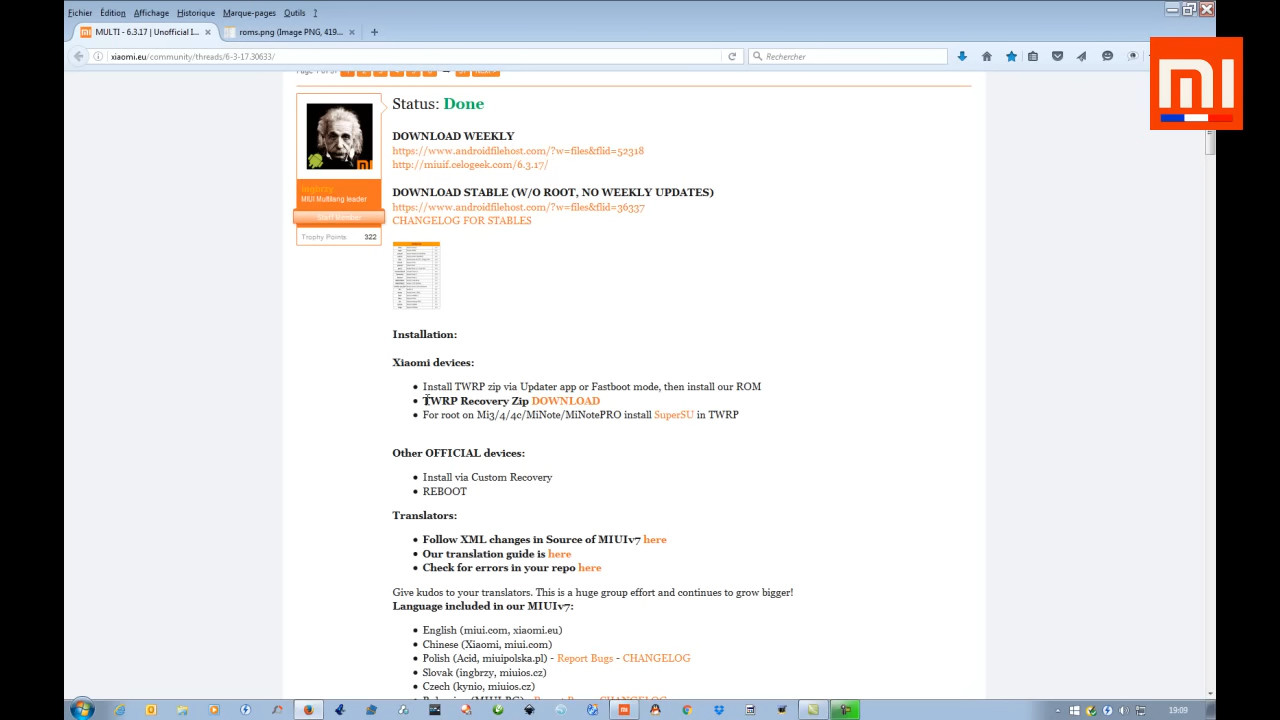 Fichier Édition Affichage Historique Marque-pages Outils ?
MULTI - 6.3.17 | Unofficial I... × roms.png (Image PNG, 419... × +
xiaomi.eu/community/threads/6-3-17.30633/ Rechercher
Status: Done
DOWNLOAD WEEKLY
https://www.androidfilehost.com/?w=files&flid=52318
http://miuif.celogeek.com/6.3.17/
ingbrzy
MIUI Multilang leader
Staff Member
Trophy Points: 322
DOWNLOAD STABLE (W/O ROOT, NO WEEKLY UPDATES)
https://www.androidfilehost.com/?w=files&flid=36337
CHANGELOG FOR STABLES
Installation:
Xiaomi devices:
• Install TWRP zip via Updater app or Fastboot mode, then install our ROM
• TWRP Recovery Zip DOWNLOAD
• For root on Mi3/4/4c/MiNote/MiNotePRO install SuperSU in TWRP
Other OFFICIAL devices:
• Install via Custom Recovery
• REBOOT
Translators:
• Follow XML changes in Source of MIUIv7 here
• Our translation guide is here
• Check for errors in your repo here
Give kudos to your translators. This is a huge group effort and continues to grow bigger!
Language included in our MIUIv7:
• English (miui.com, xiaomi.eu)
• Chinese (Xiaomi, miui.com)
• Polish (Acid, miuipolska.pl) - Report Bugs - CHANGELOG
• Slovak (ingbrzy, miuios.cz)
• Czech (kynio, miuios.cz)
19:09
mi